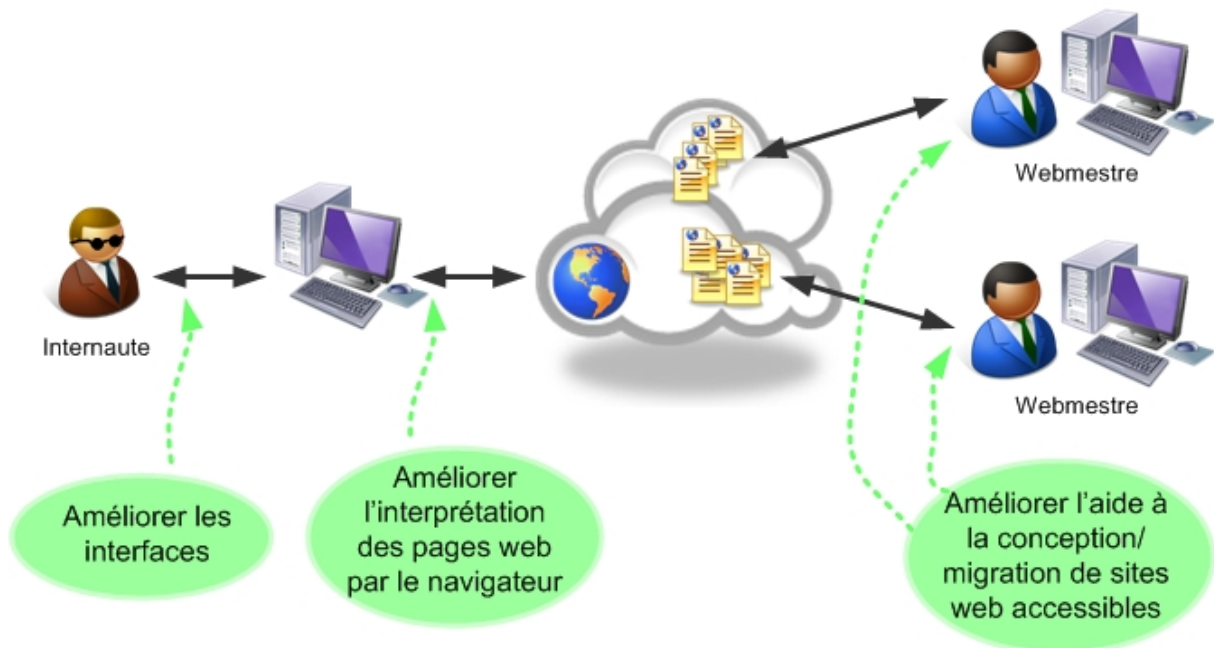 Webmestre
Internaute
Webmestre
Améliorer les
interfaces
Améliorer
l'interprétation
des pages web
par le navigateur
Améliorer l'aide à
la conception/
migration de sites
web accessibles